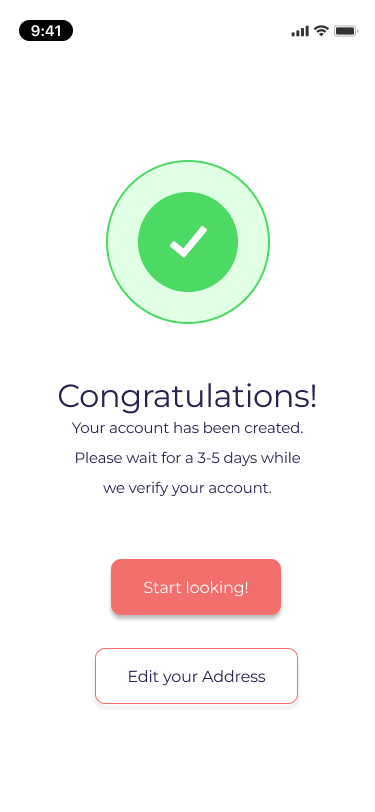 9:41
Congratulations!
Your account has been created.
Please wait for a 3-5 days while
we verify your account.
Start looking!
Edit your Address